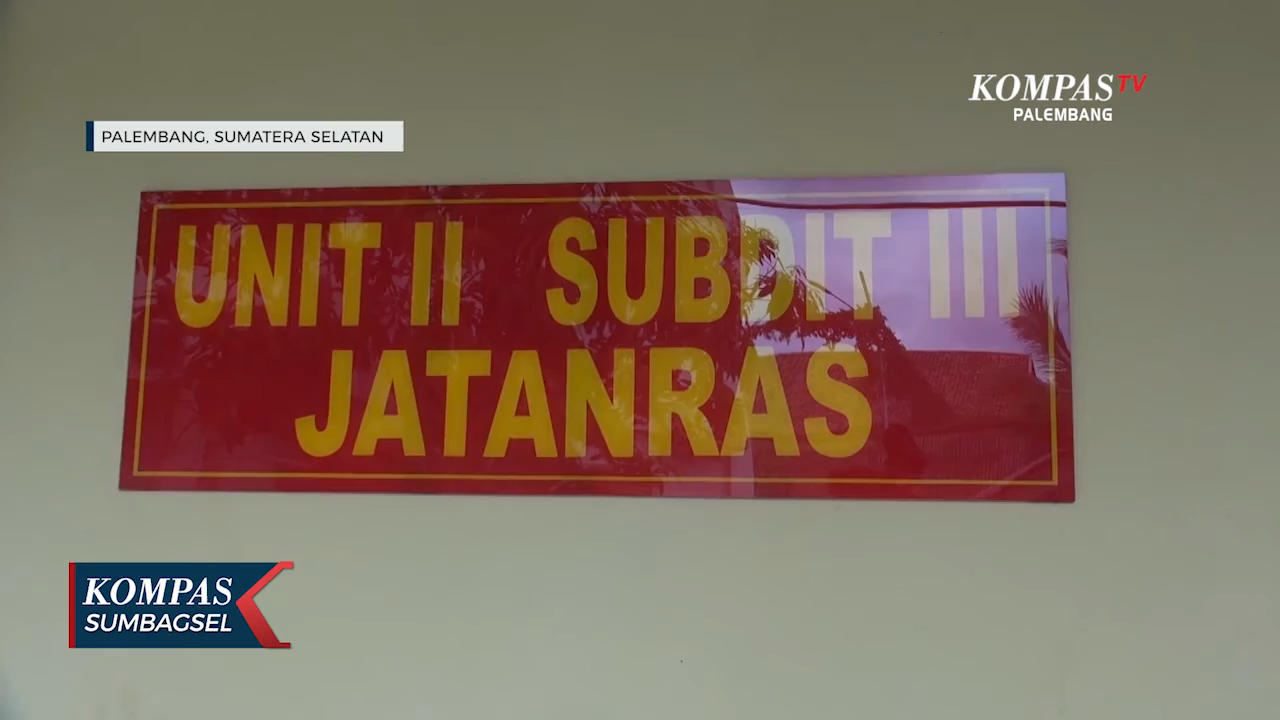 KOMPAS TV
PALEMBANG
PALEMBANG, SUMATERA SELATAN
UNIT II SUBDIT III
JATANRAS
KOMPAS
SUMBAGSEL